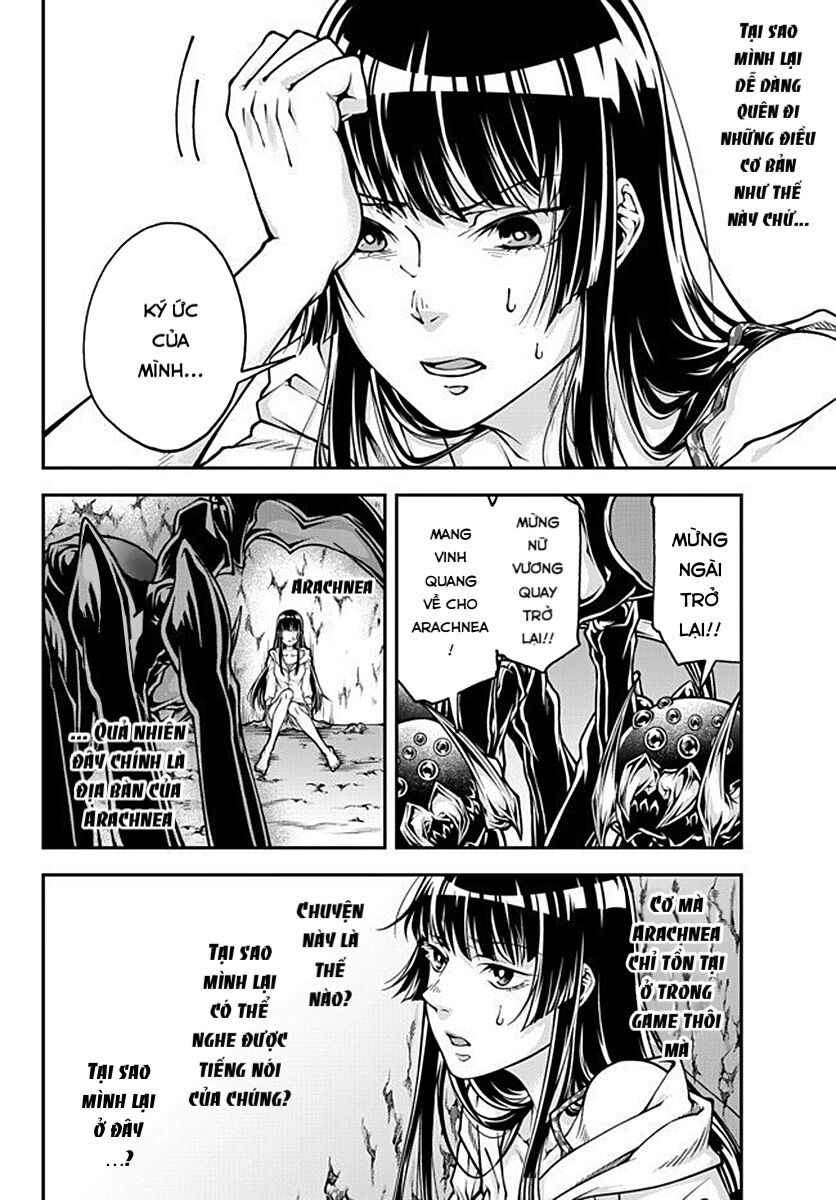 TẠI SAO
MÌNH LẠI
DỄ DÀNG
QUÊN ĐI
NHỮNG ĐIỀU
CƠ BẢN
NHƯ THẾ
NÀY CHỨ...
KÝ ỨC
CỦA
MÌNH...
MỪNG
NGÀI
TRỞ
LẠI!!
MỪNG NỮ
VƯƠNG
QUAY
TRỞ
LẠI!!
MANG
VINH
QUANG
VỀ CHO
ARACHNEA
!
ARACHNEA
... QUẢ NHIÊN
ĐÂY CHÍNH LÀ
ĐỊA BÀN CỦA
ARACHNEA
CƠ MÀ
ARACHNEA
CHỈ TỒN TẠI
Ở TRONG
GAME THÔI
MÀ
CHUYỆN
NÀY LÀ
THẾ
NÀO?
TẠI SAO
MÌNH LẠI
CÓ THỂ
NGHE ĐƯỢC
TIẾNG NÓI
CỦA CHÚNG?
TẠI SAO
MÌNH LẠI
Ở ĐÂY
...?